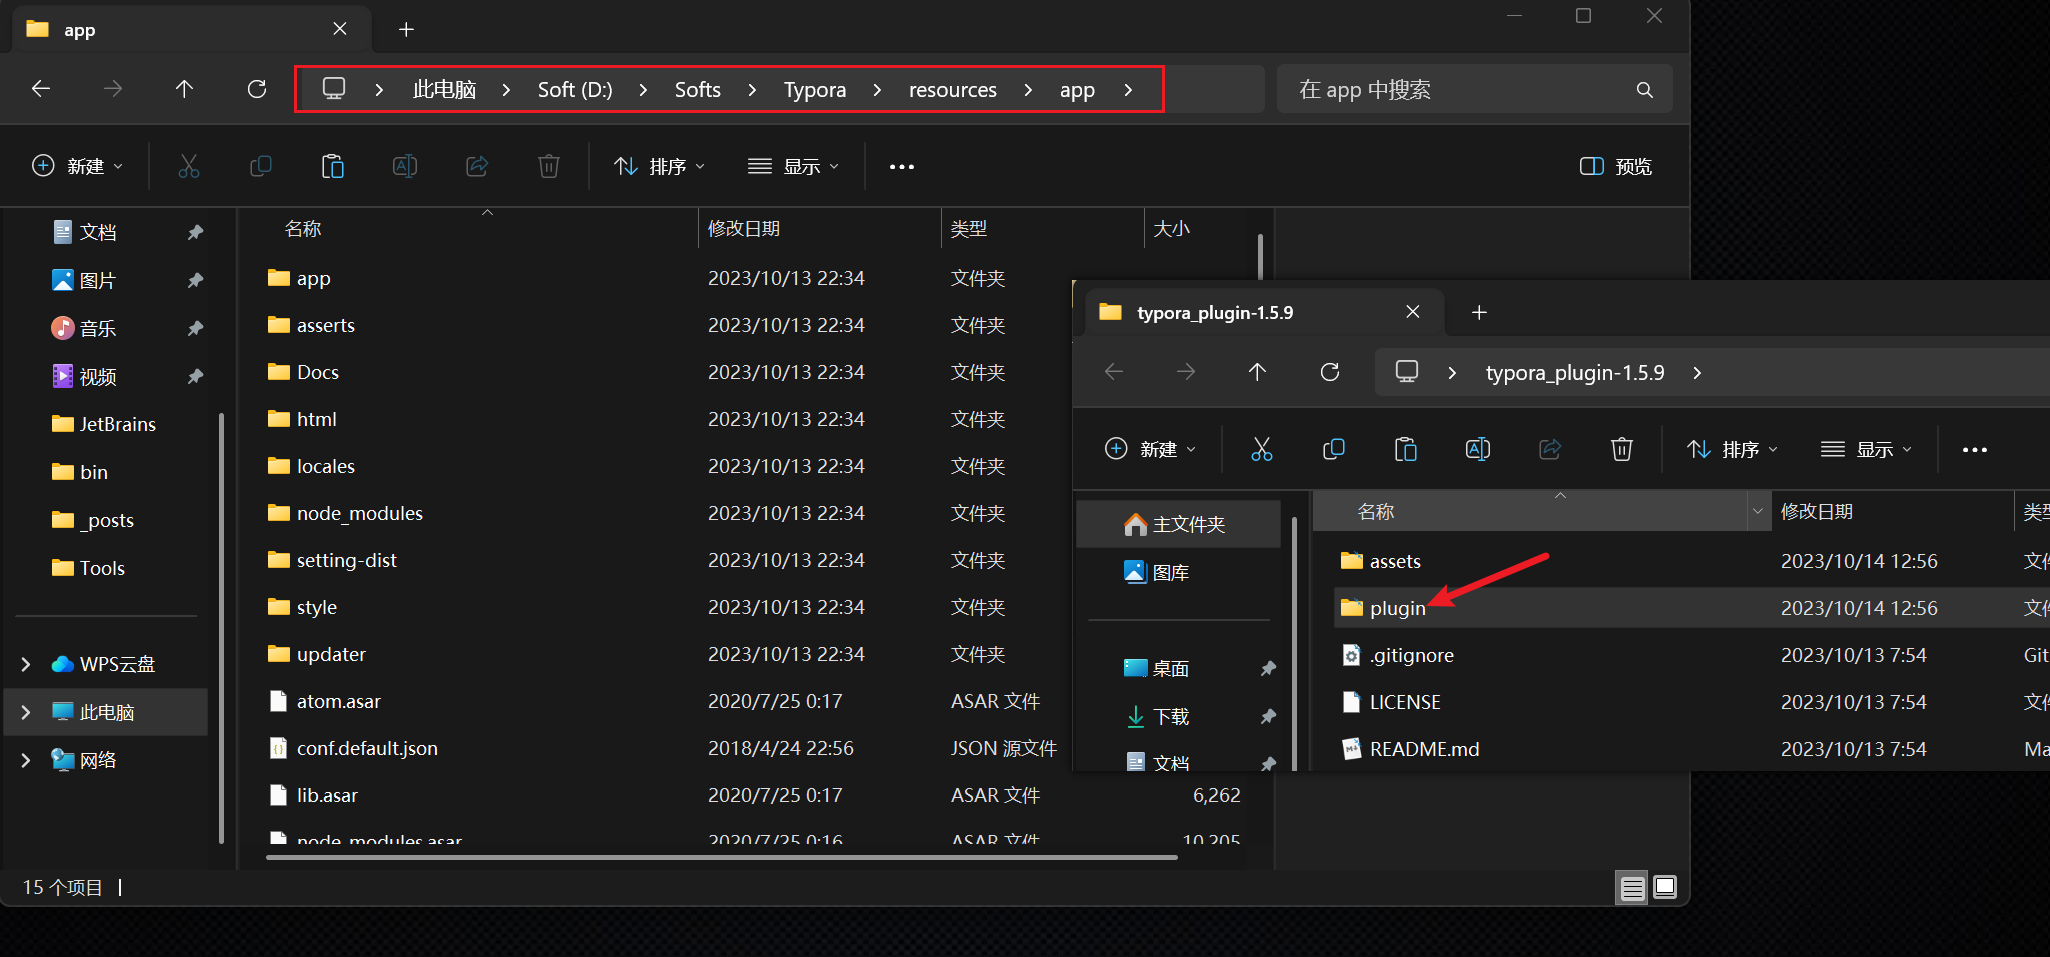 app
此电脑 Soft (D:) Softs Typora resources app
在 app 中搜索
新建 排序 显示 预览
文档
图片
音乐
视频
JetBrains
bin
_posts
Tools
WPS云盘
此电脑
网络
名称 修改日期 类型 大小
app 2023/10/13 22:34 文件夹
asserts 2023/10/13 22:34 文件夹
Docs 2023/10/13 22:34 文件夹
html 2023/10/13 22:34 文件夹
locales 2023/10/13 22:34 文件夹
node_modules 2023/10/13 22:34 文件夹
setting-dist 2023/10/13 22:34 文件夹
style 2023/10/13 22:34 文件夹
updater 2023/10/13 22:34 文件夹
atom.asar 2020/7/25 0:17 ASAR 文件
conf.default.json 2018/4/24 22:56 JSON 源文件
lib.asar 2020/7/25 0:17 ASAR 文件 6,262
node_modules.asar 2020/7/25 0:16 ASAR 文件 10,205
15 个项目
typora_plugin-1.5.9
typora_plugin-1.5.9
新建 排序 显示
主文件夹
图库
桌面
下载
文档
名称 修改日期 类型
assets 2023/10/14 12:56 文件
plugin 2023/10/14 12:56 文件
.gitignore 2023/10/13 7:54 Git
LICENSE 2023/10/13 7:54 文件
README.md 2023/10/13 7:54 Ma